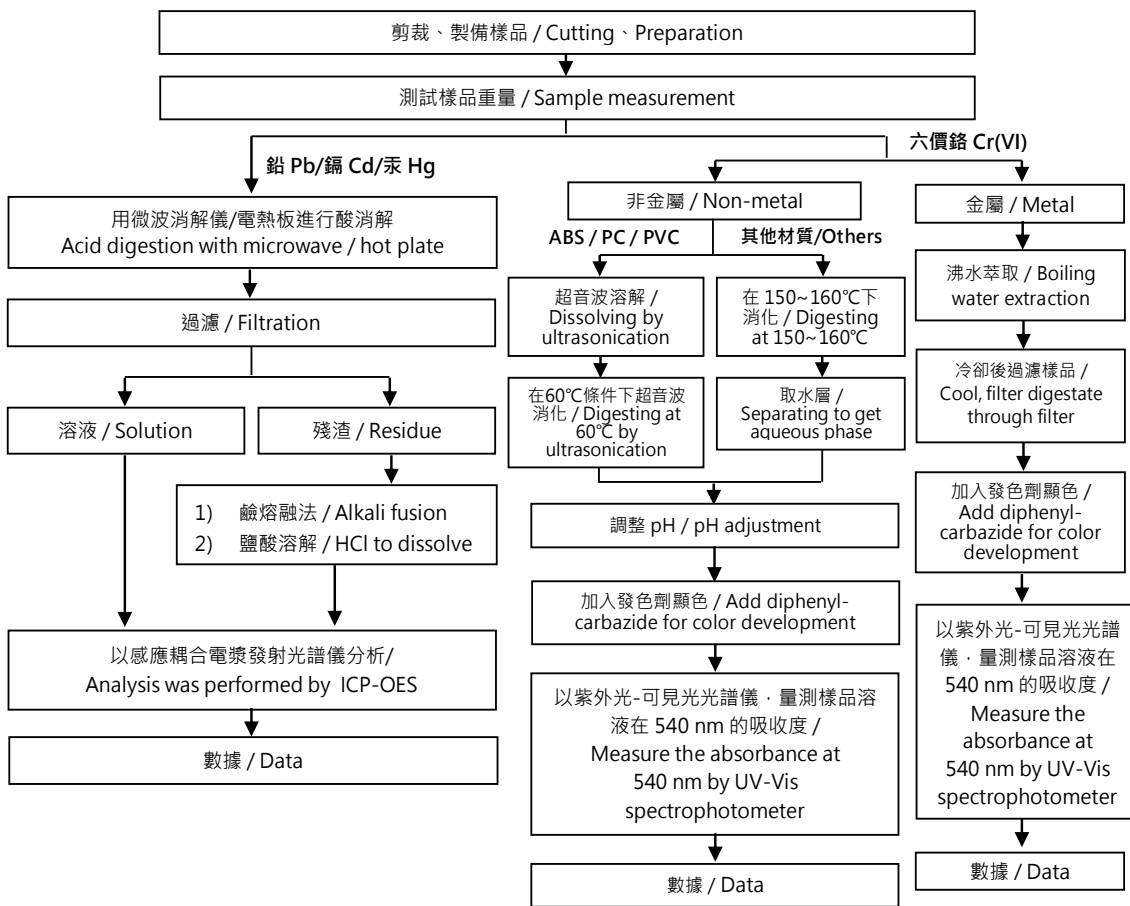 剪裁、製備樣品 / Cutting、Preparation
測試樣品重量 / Sample measurement
鉛 Pb/鎘 Cd/汞 Hg
六價鉻 Cr(VI)
用微波消解儀/電熱板進行酸消解
Acid digestion with microwave / hot plate
過濾 / Filtration
溶液 / Solution
殘渣 / Residue
1) 鹼熔融法 / Alkali fusion
2) 鹽酸溶解 / HCl to dissolve
以感應耦合電漿發射光譜儀分析/
Analysis was performed by ICP-OES
數據 / Data
非金屬 / Non-metal
ABS / PC / PVC
其他材質/Others
超音波溶解 /
Dissolving by
ultrasonication
在 150~160℃下
消化 / Digesting
at 150~160℃
在60℃條件下超音波
消化 / Digesting at
60℃ by
ultrasonication
取水層 /
Separating to get
aqueous phase
調整 pH / pH adjustment
加入發色劑顯色 / Add diphenyl-
carbazide for color development
以紫外光-可見光光譜儀，量測樣品溶
液在 540 nm 的吸收度 /
Measure the absorbance at
540 nm by UV-Vis
spectrophotometer
數據 / Data
金屬 / Metal
沸水萃取 / Boiling
water extraction
冷卻後過濾樣品 /
Cool, filter digestate
through filter
加入發色劑顯色 /
Add diphenyl-
carbazide for color
development
以紫外光-可見光光譜
儀，量測樣品溶液在
540 nm 的吸收度 /
Measure the
absorbance at
540 nm by UV-Vis
spectrophotometer
數據 / Data